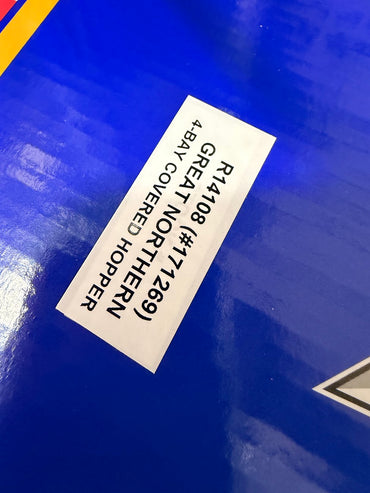 R14108 (#171269)
GREAT NORTHERN
4-BAY COVERED HOPPER